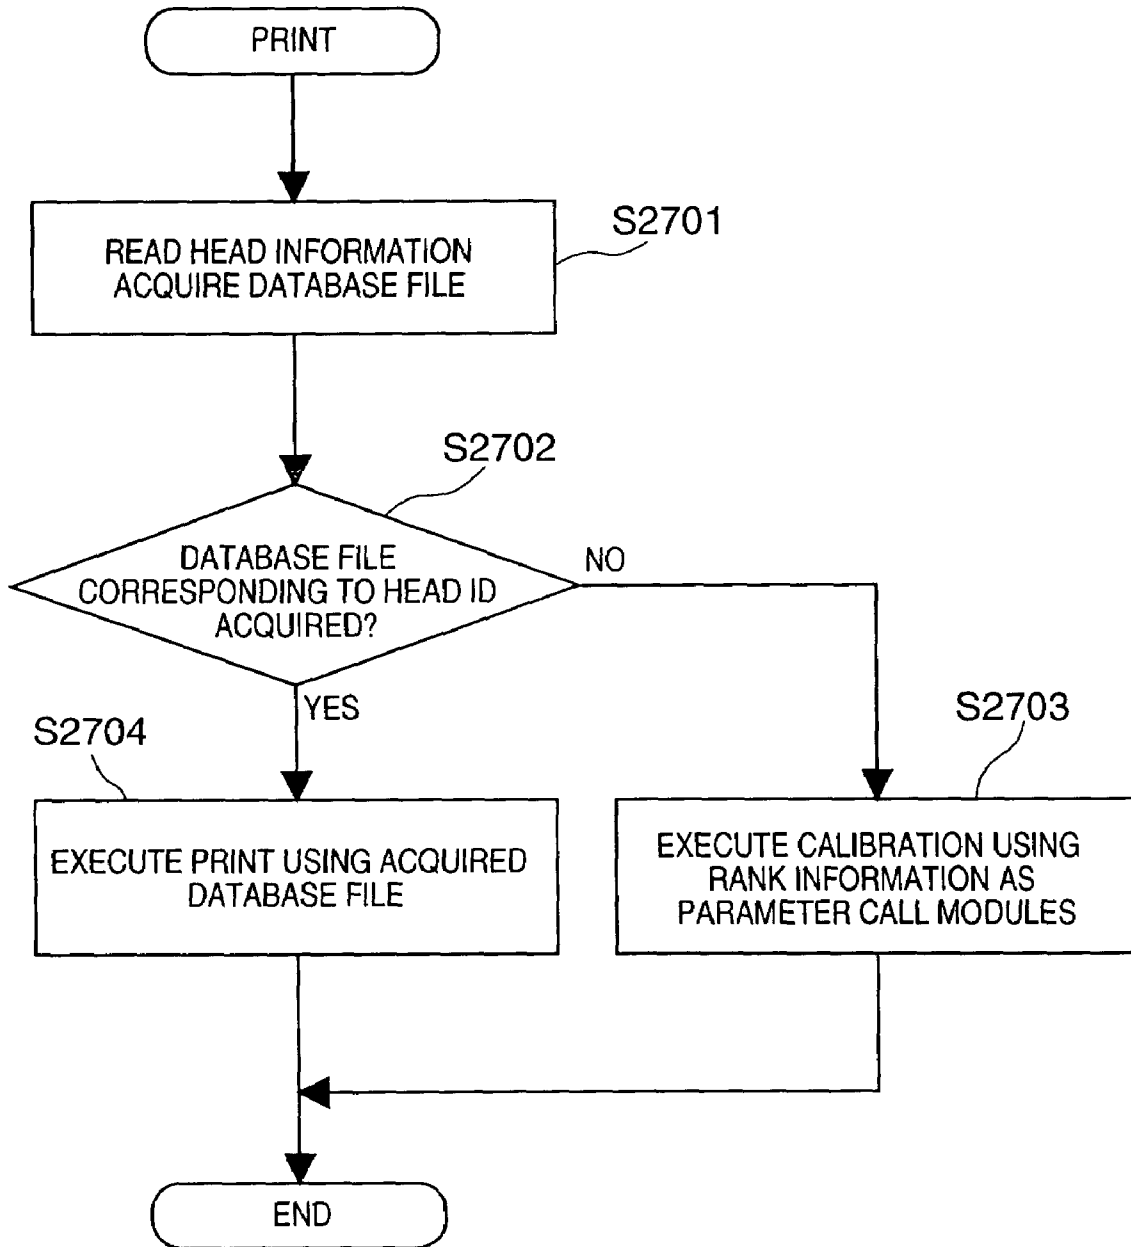 PRINT
READ HEAD INFORMATION
ACQUIRE DATABASE FILE
S2701
S2702
DATABASE FILE
CORRESPONDING TO HEAD ID
ACQUIRED?
NO
YES
S2704
S2703
EXECUTE PRINT USING ACQUIRED
DATABASE FILE
EXECUTE CALIBRATION USING
RANK INFORMATION AS
PARAMETER CALL MODULES
END